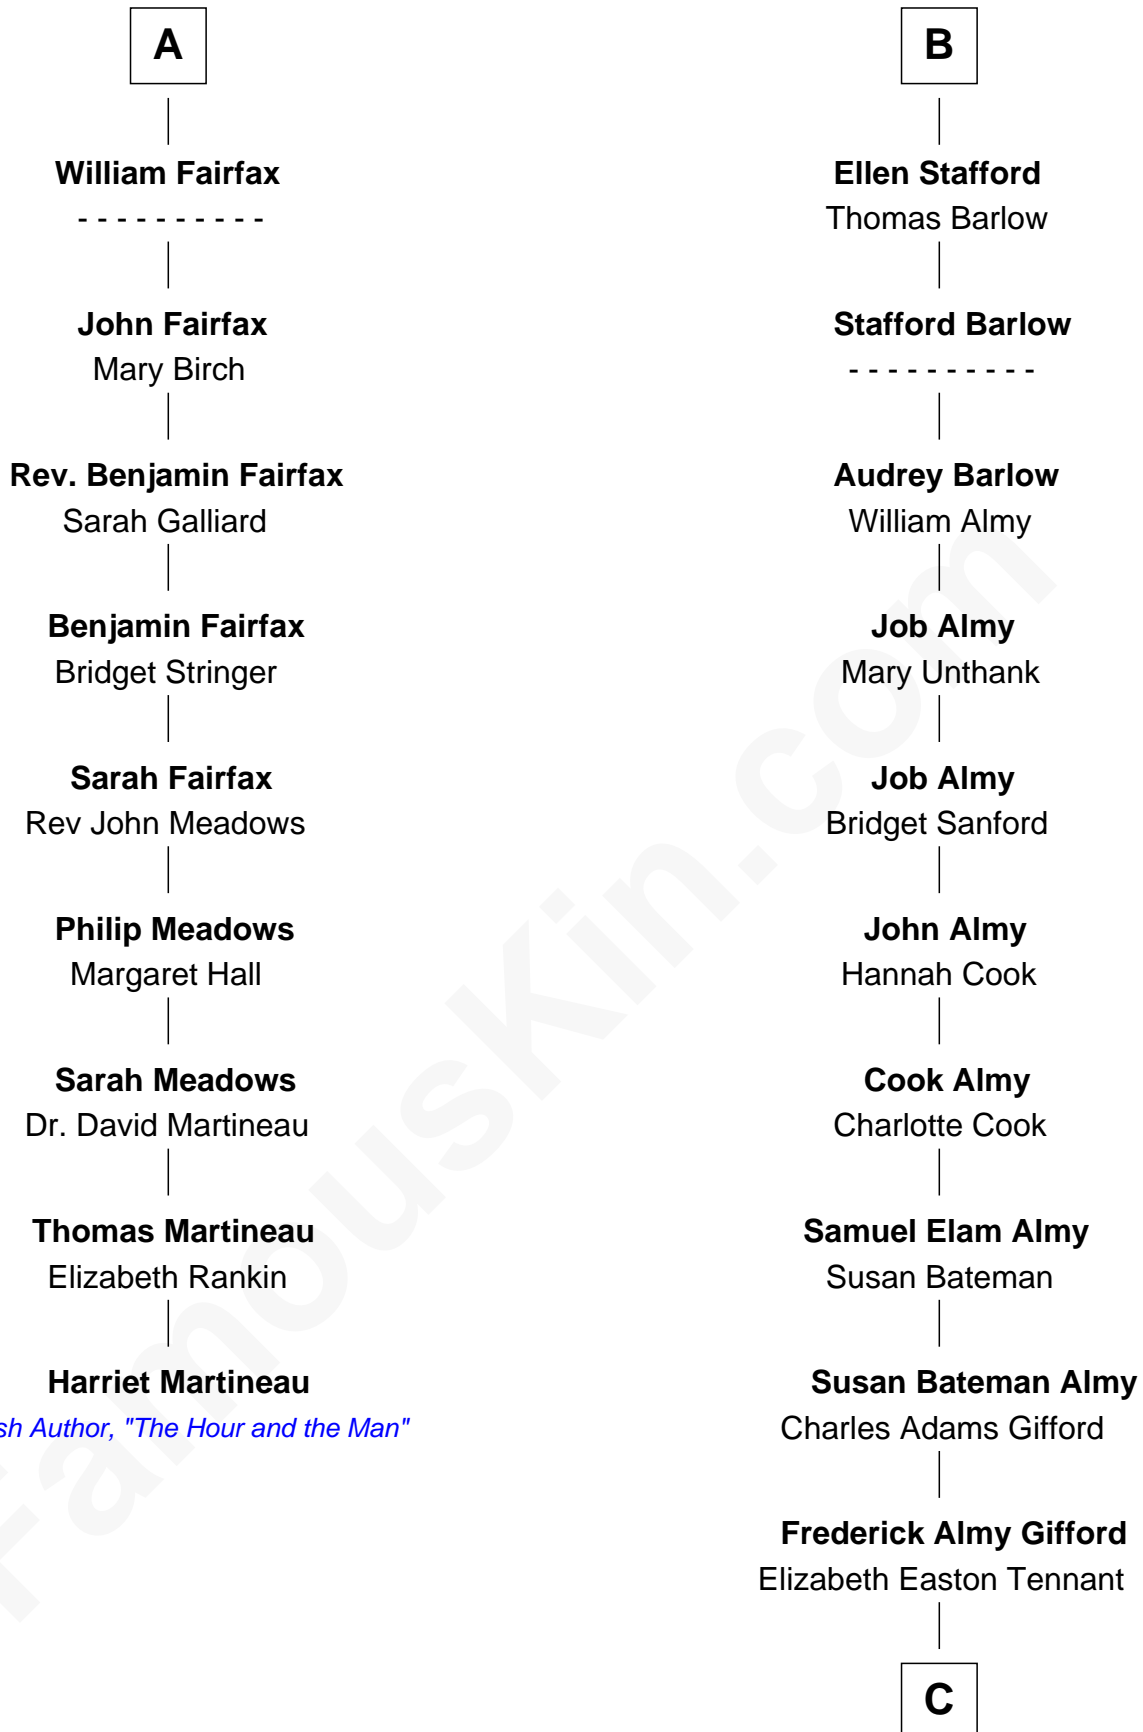 A
William Fairfax
- - - - - - - - - -
John Fairfax
Mary Birch
Rev. Benjamin Fairfax
Sarah Galliard
Benjamin Fairfax
Bridget Stringer
Sarah Fairfax
Rev John Meadows
Philip Meadows
Margaret Hall
Sarah Meadows
Dr. David Martineau
Thomas Martineau
Elizabeth Rankin
Harriet Martineau
sh Author, "The Hour and the Man"
B
Ellen Stafford
Thomas Barlow
Stafford Barlow
- - - - - - - - - -
Audrey Barlow
William Almy
Job Almy
Mary Unthank
Job Almy
Bridget Sanford
John Almy
Hannah Cook
Cook Almy
Charlotte Cook
Samuel Elam Almy
Susan Bateman
Susan Bateman Almy
Charles Adams Gifford
Frederick Almy Gifford
Elizabeth Easton Tennant
C
FamousKin.com